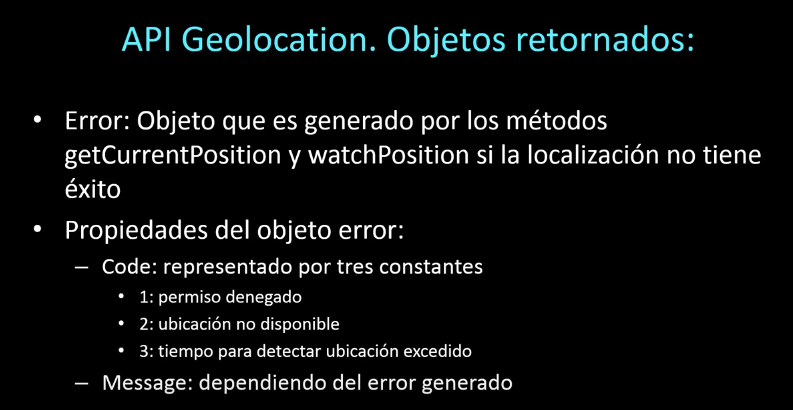 API Geolocation. Objetos retornados:
• Error: Objeto que es generado por los métodos
getCurrentPosition y watchPosition si la localización no tiene
éxito
• Propiedades del objeto error:
– Code: representado por tres constantes
• 1: permiso denegado
• 2: ubicación no disponible
• 3: tiempo para detectar ubicación excedido
– Message: dependiendo del error generado